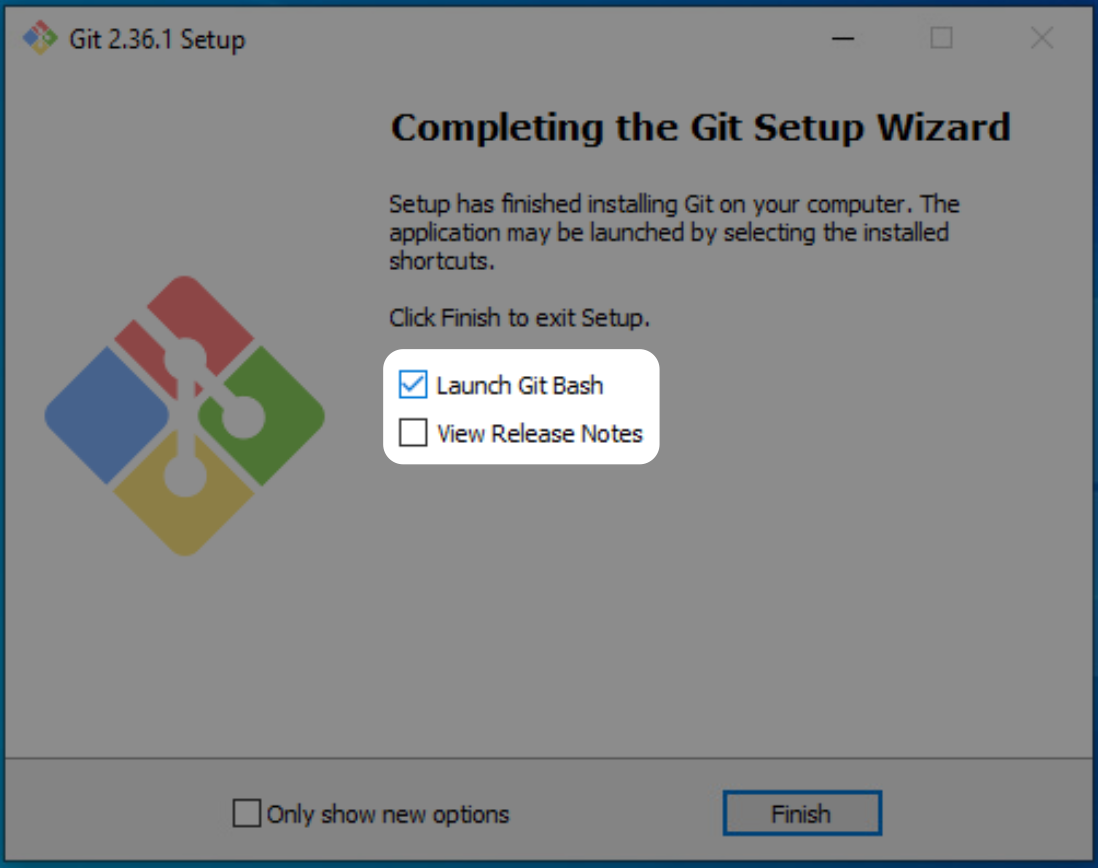 Git 2.36.1 Setup
Completing the Git Setup Wizard
Setup has finished installing Git on your computer. The
application may be launched by selecting the installed
shortcuts.
Click Finish to exit Setup.
Launch Git Bash
View Release Notes
Only show new options
Finish